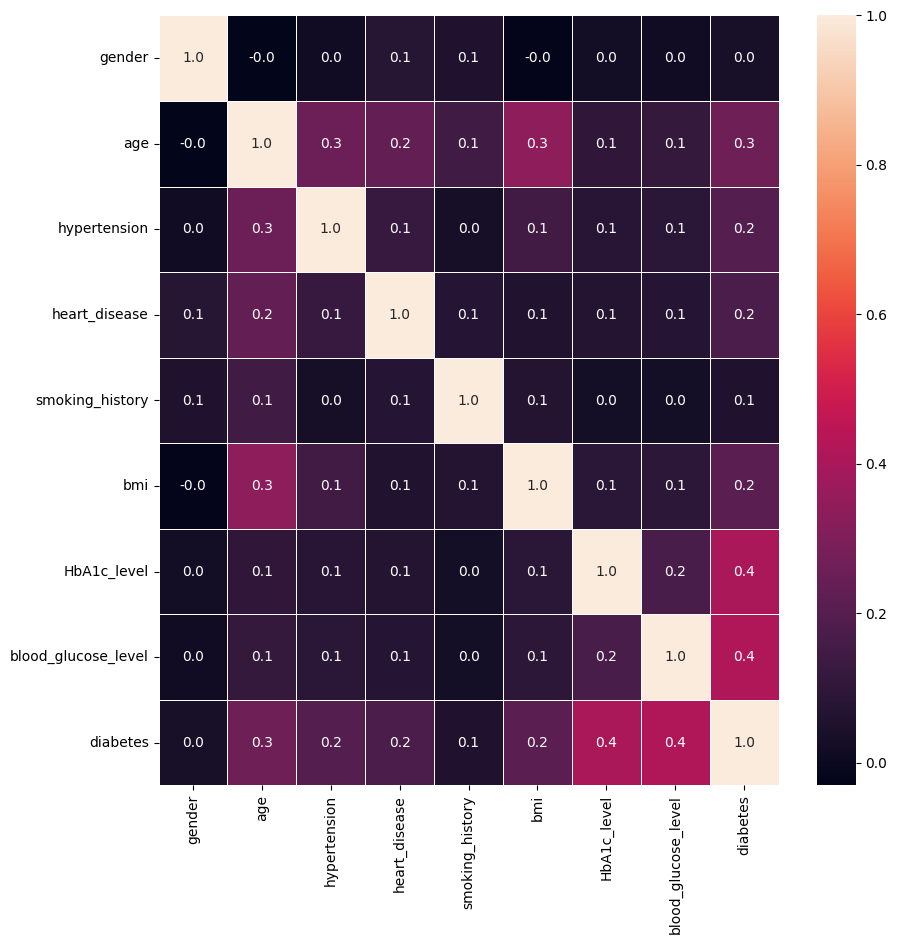 gender 1.0 -0.0 0.0 0.1 0.1 -0.0 0.0 0.0 0.0
age -0.0 1.0 0.3 0.2 0.1 0.3 0.1 0.1 0.3
hypertension 0.0 0.3 1.0 0.1 0.0 0.1 0.1 0.1 0.2
heart_disease 0.1 0.2 0.1 1.0 0.1 0.1 0.1 0.1 0.2
smoking_history 0.1 0.1 0.0 0.1 1.0 0.1 0.0 0.0 0.1
bmi -0.0 0.3 0.1 0.1 0.1 1.0 0.1 0.1 0.2
HbA1c_level 0.0 0.1 0.1 0.1 0.0 0.1 1.0 0.2 0.4
blood_glucose_level 0.0 0.1 0.1 0.1 0.0 0.1 0.2 1.0 0.4
diabetes 0.0 0.3 0.2 0.2 0.1 0.2 0.4 0.4 1.0
gender
age
hypertension
heart_disease
smoking_history
bmi
HbA1c_level
blood_glucose_level
diabetes
1.0
0.8
0.6
0.4
0.2
0.0